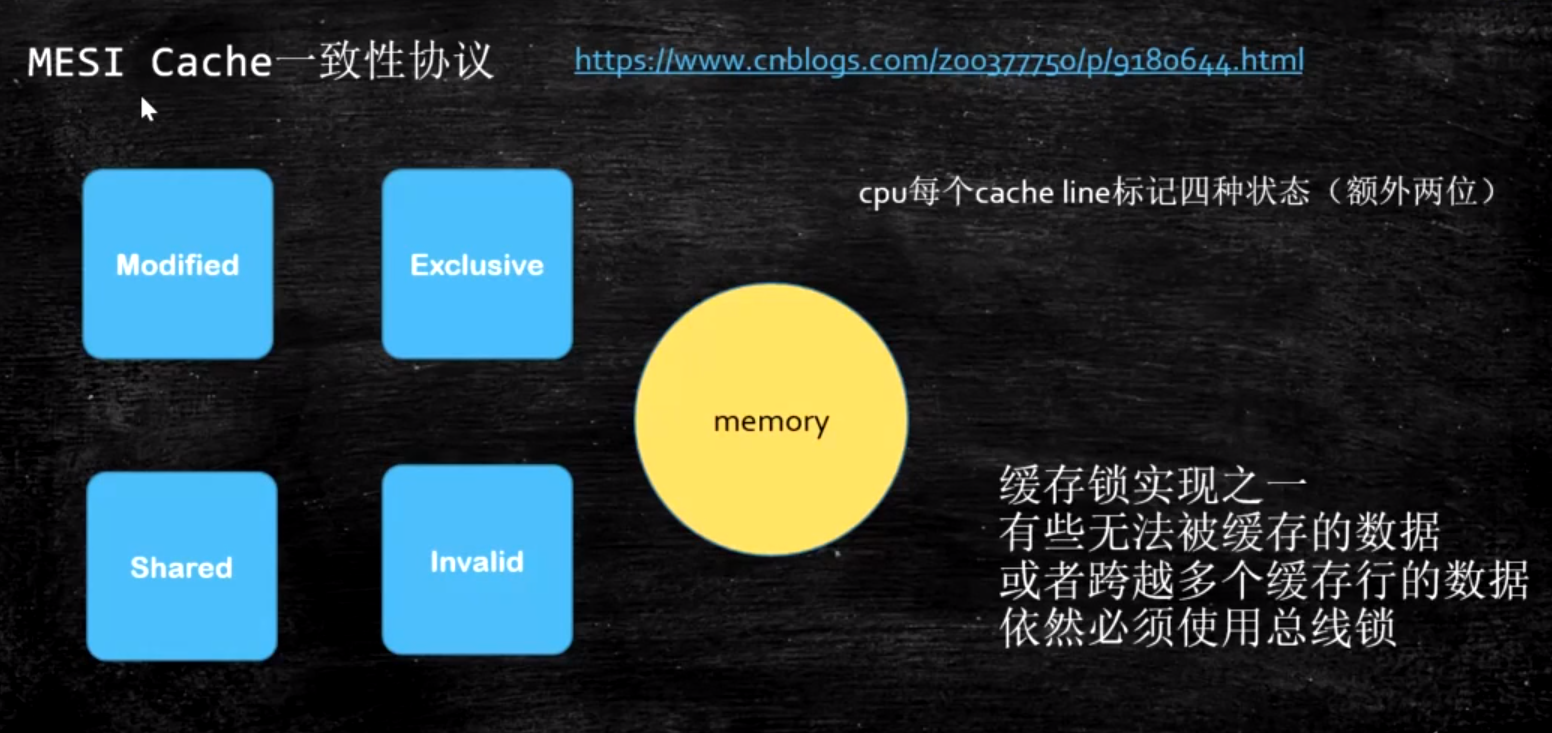 MESI Cache一致性协议
https://www.cnblogs.com/z00377750/p/9180644.html
cpu每个cache line标记四种状态（额外两位）
Modified
Exclusive
memory
Shared
Invalid
缓存锁实现之一
有些无法被缓存的数据
或者跨越多个缓存行的数据
依然必须使用总线锁